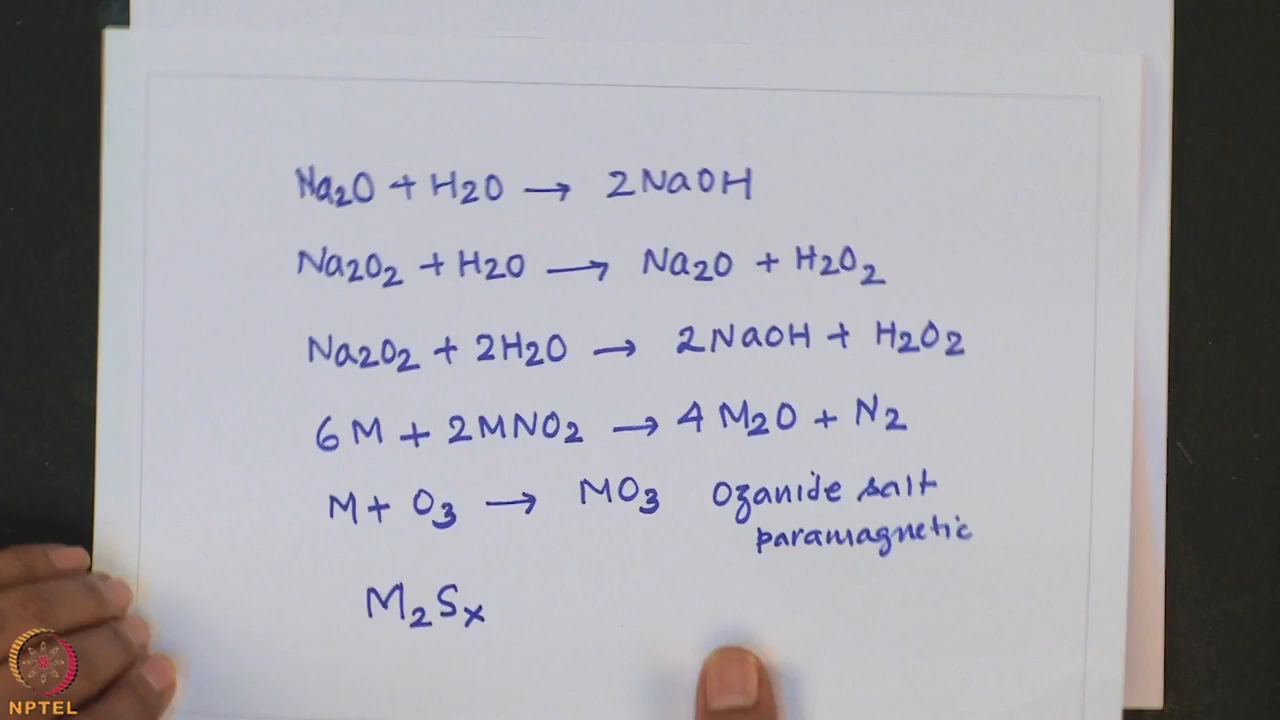 Na₂O + H2O → 2NaOH
Na₂O₂ + H2O → Na₂O + H₂O₂
Na2O2 + 2H2O → 2NaOH + H2O2
6M + 2MNO2 → 4M2O + N2
M + O3 → MO3 Ozanide salt
paramagnetic
M2Sx
NPTEL